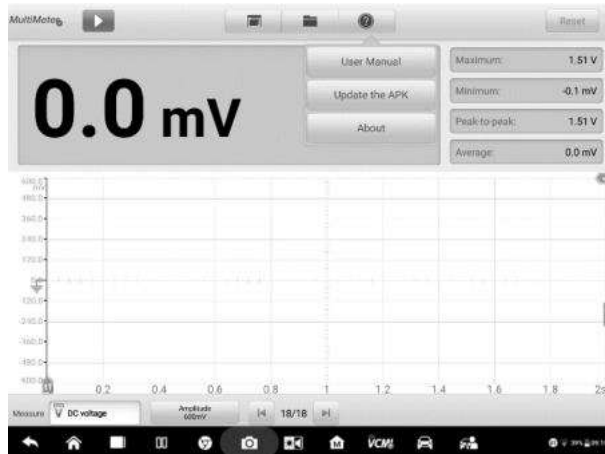 MultiMeter
Reset
User Manual
Update the APK
About
0.0 mV
Maximum: 1.51 V
Minimum: -0.1 mV
Peak-to-peak: 1.51 V
Average: 0.0 mV
0.2 0.4 0.6 0.8 1 1.2 1.4 1.6 1.8 2s
Measure
DC voltage
Amplitude
600mV
18/18
VCMI